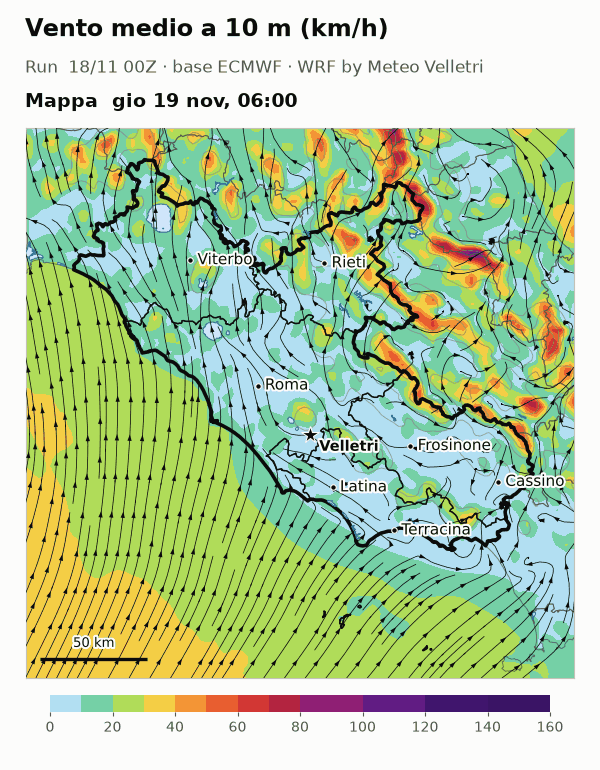 Vento medio a 10 m (km/h)
Run  18/11 00Z · base ECMWF · WRF by Meteo Velletri
Mappa  gio 19 nov, 06:00
Viterbo
Rieti
Roma
Velletri
Frosinone
Latina
Cassino
Terracina
50 km
0 20 40 60 80 100 120 140 160